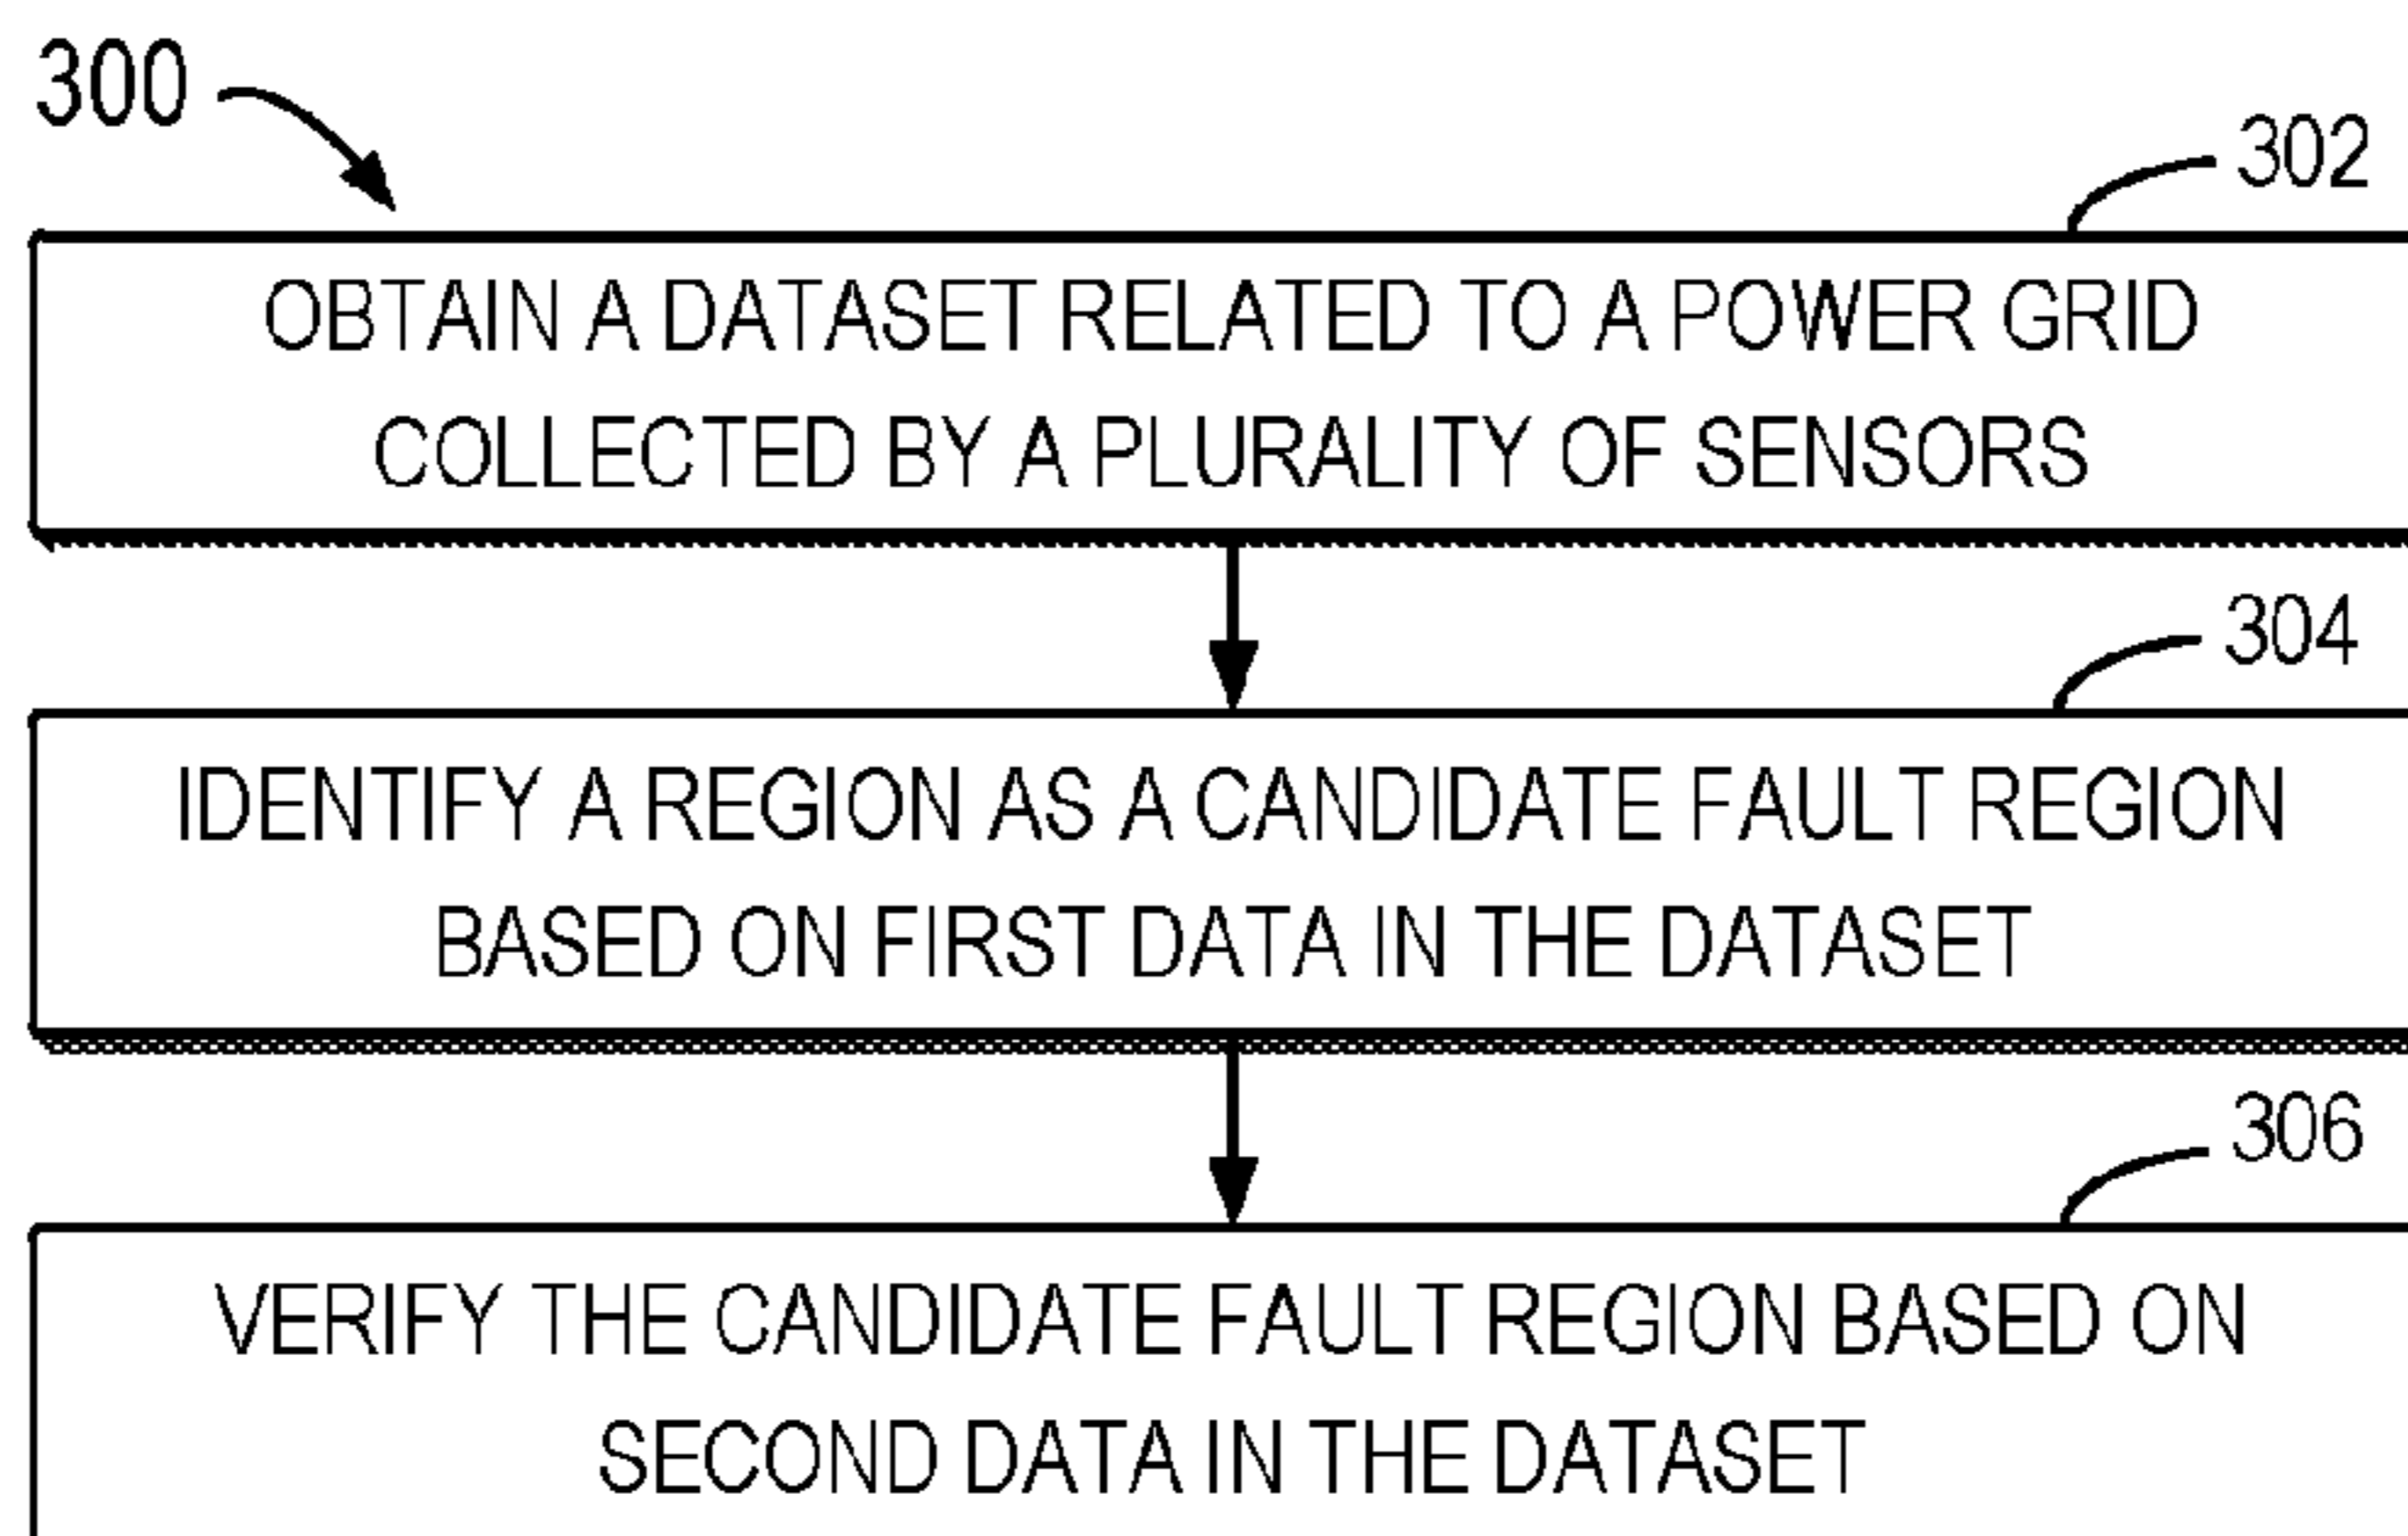 300
302
OBTAIN A DATASET RELATED TO A POWER GRID
COLLECTED BY A PLURALITY OF SENSORS
304
IDENTIFY A REGION AS A CANDIDATE FAULT REGION
BASED ON FIRST DATA IN THE DATASET
306
VERIFY THE CANDIDATE FAULT REGION BASED ON
SECOND DATA IN THE DATASET